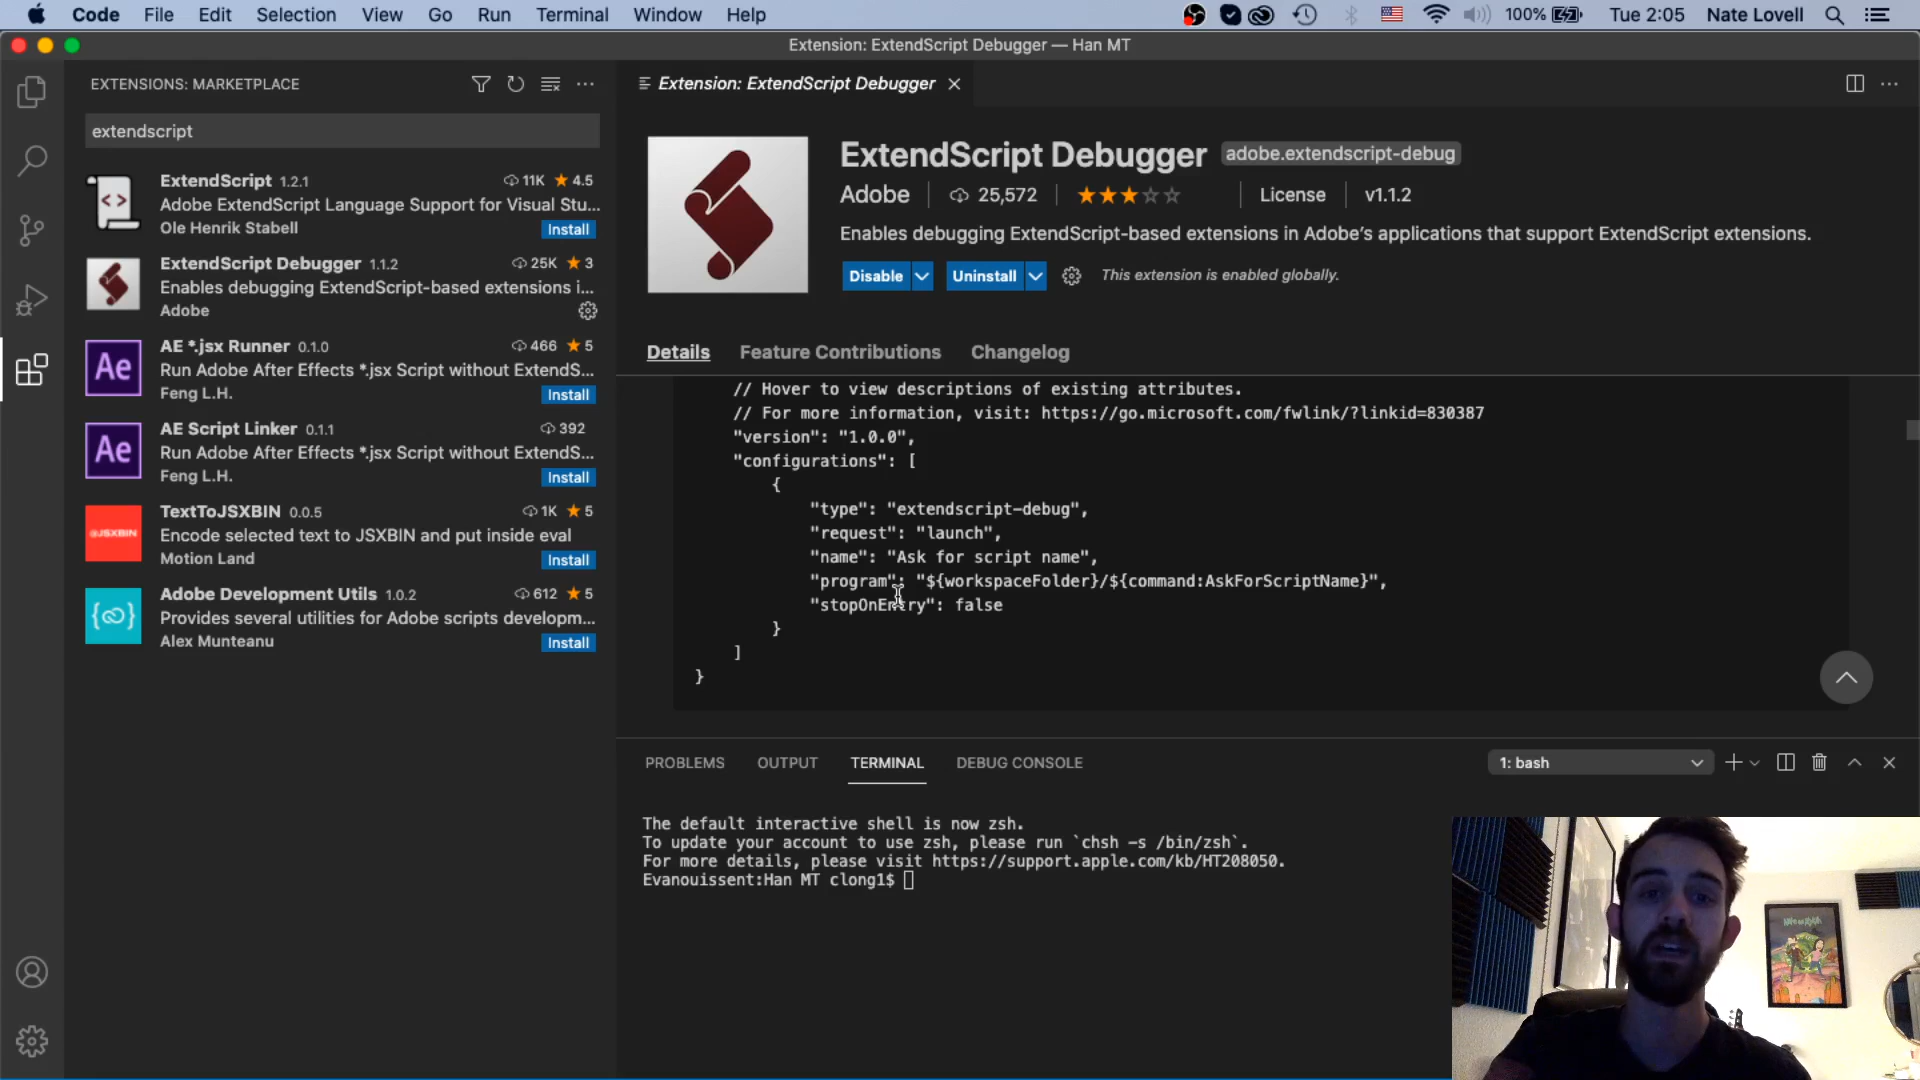 Code File Edit Selection View Go Run Terminal Window Help
100% Tue 2:05 Nate Lovell
Extension: ExtendScript Debugger — Han MT
EXTENSIONS: MARKETPLACE
extendscript
ExtendScript 1.2.1 11K 4.5
Adobe ExtendScript Language Support for Visual Stu...
Ole Henrik Stabell Install
ExtendScript Debugger 1.1.2 25K 3
Enables debugging ExtendScript-based extensions i...
Adobe
Ae
AE *.jsx Runner 0.1.0 466 5
Run Adobe After Effects *.jsx Script without ExtendS...
Feng L.H. Install
Ae
AE Script Linker 0.1.1 392
Run Adobe After Effects *.jsx Script without ExtendS...
Feng L.H. Install
@JSXBIN
TextToJSXBIN 0.0.5 1K 5
Encode selected text to JSXBIN and put inside eval
Motion Land Install
Adobe Development Utils 1.0.2 612 5
Provides several utilities for Adobe scripts developm...
Alex Munteanu Install
Extension: ExtendScript Debugger
ExtendScript Debugger adobe.extendscript-debug
Adobe 25,572 License v1.1.2
Enables debugging ExtendScript-based extensions in Adobe's applications that support ExtendScript extensions.
Disable Uninstall This extension is enabled globally.
Details Feature Contributions Changelog
// Hover to view descriptions of existing attributes.
// For more information, visit: https://go.microsoft.com/fwlink/?linkid=830387
"version": "1.0.0",
"configurations": [
{
"type": "extendscript-debug",
"request": "launch",
"name": "Ask for script name",
"program": "${workspaceFolder}/${command:AskForScriptName}",
"stopOnEntry": false
}
]
}
PROBLEMS OUTPUT TERMINAL DEBUG CONSOLE 1: bash
The default interactive shell is now zsh.
To update your account to use zsh, please run `chsh -s /bin/zsh`.
For more details, please visit https://support.apple.com/kb/HT208050.
Evanouissent:Han MT clong1$